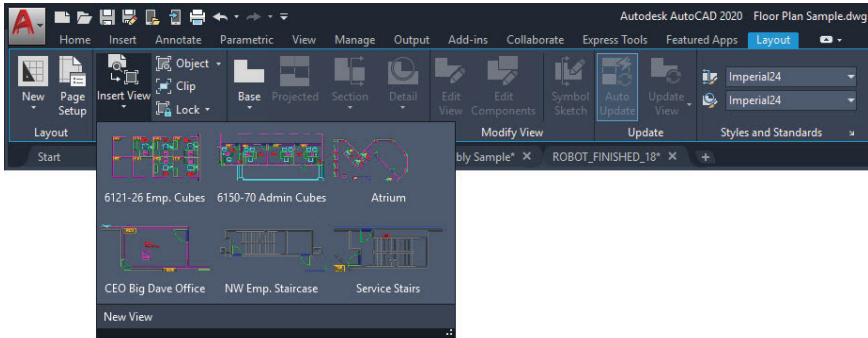 Autodesk AutoCAD 2020 Floor Plan Sample.dwg
Home Insert Annotate Parametric View Manage Output Add-ins Collaborate Express Tools Featured Apps Layout
New
Page Setup
Layout
Insert View
Object
Clip
Lock
Base
Projected
Section
Detail
Edit View
Edit Components
Symbol Sketch
Modify View
Auto Update
Update View
Update
Imperial24
Imperial24
Styles and Standards
Start
bly Sample* ROBOT_FINISHED_18*
6121-26 Emp. Cubes 6150-70 Admin Cubes Atrium
CEO Big Dave Office NW Emp. Staircase Service Stairs
New View